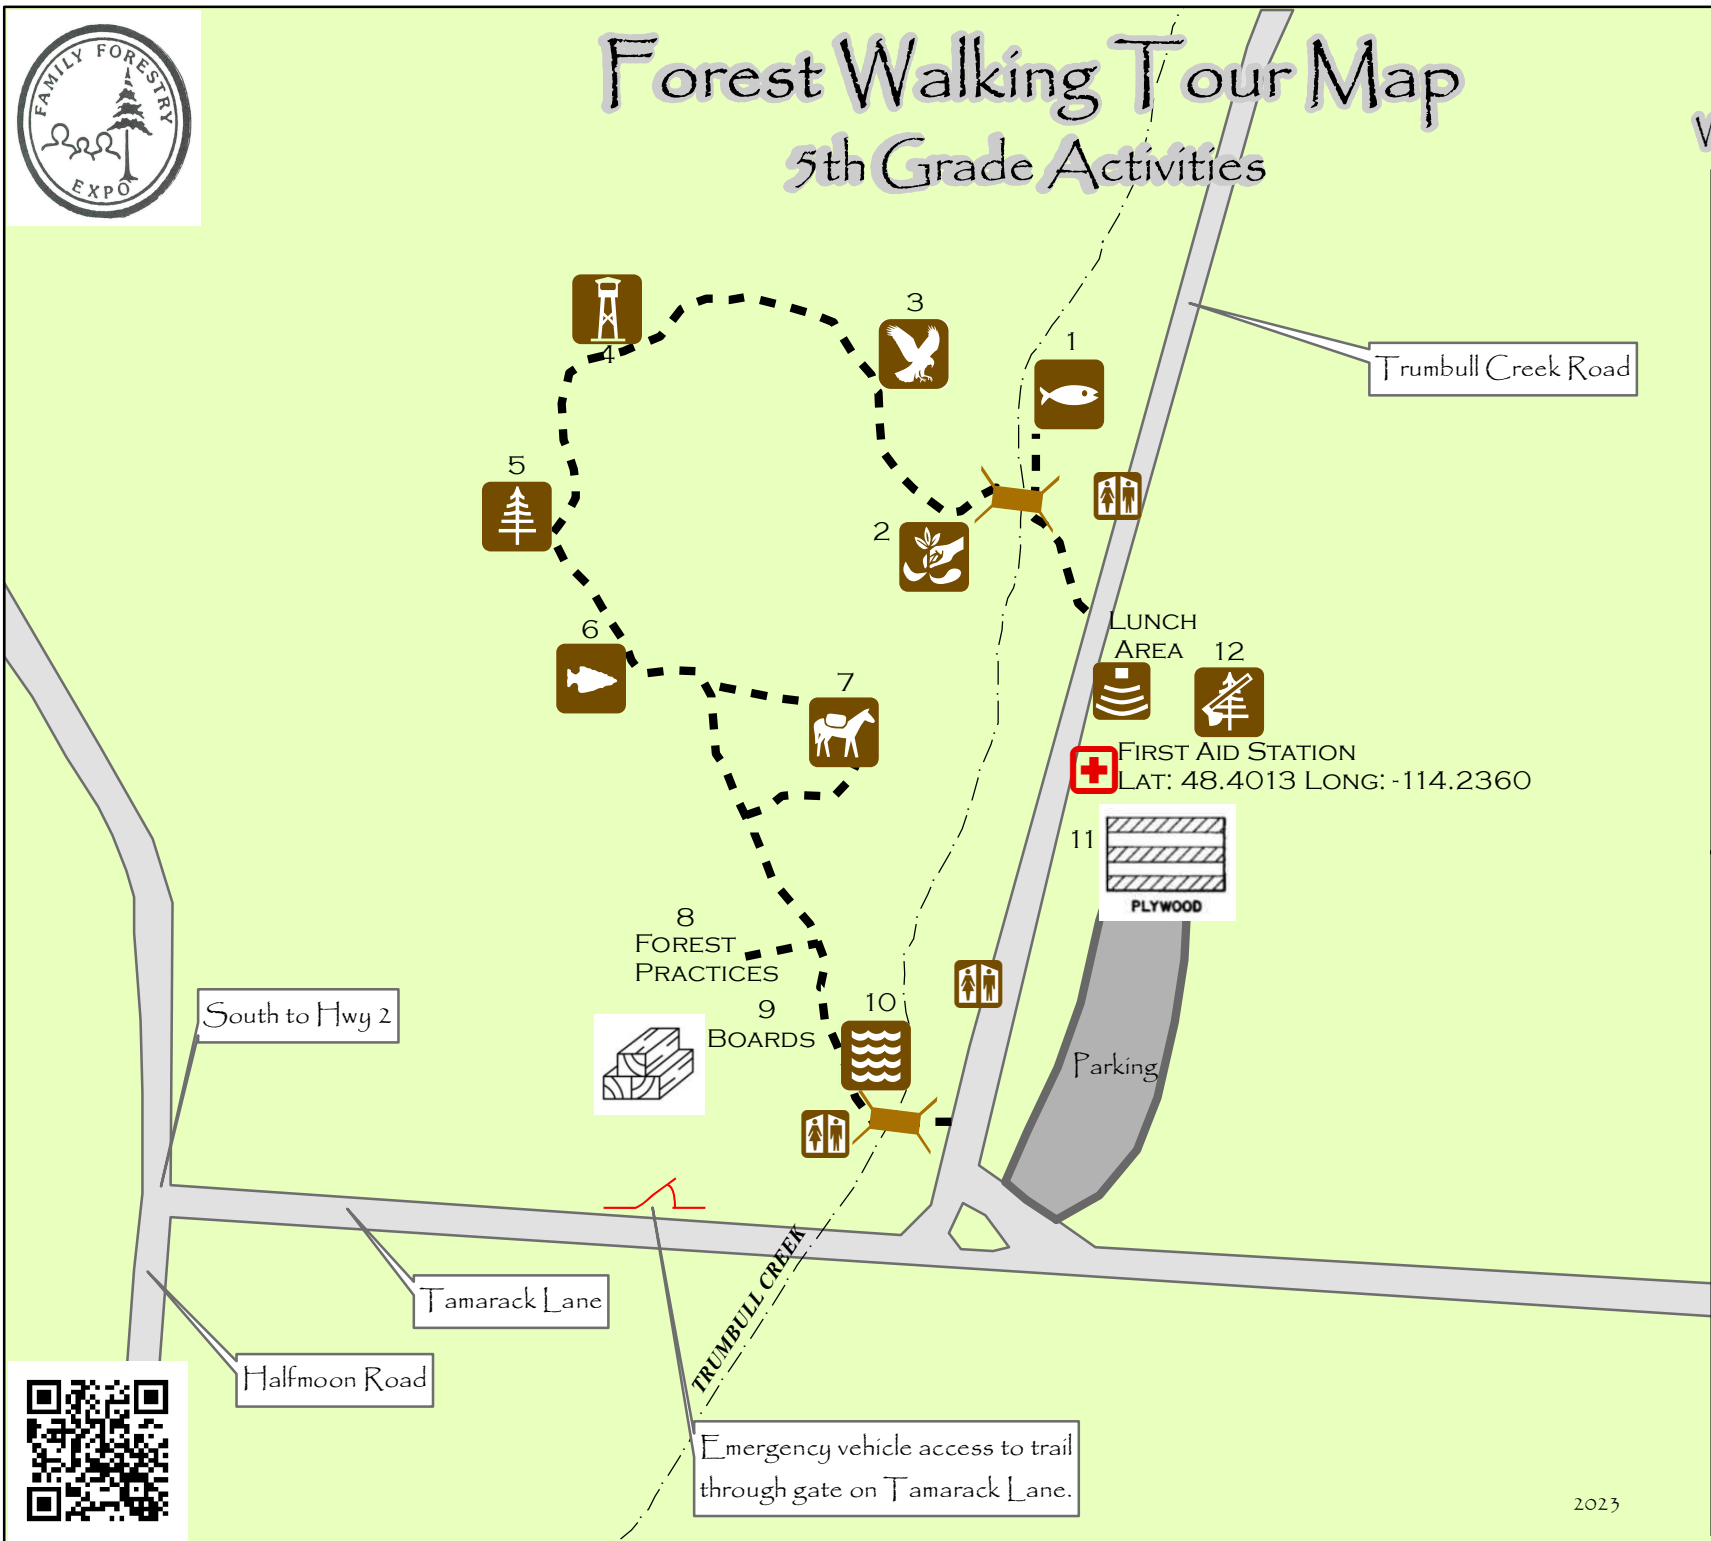 FAMILY FORESTRY
EXPO
Forest Walking Tour Map
5th Grade Activities
3
1
4
Trumbull Creek Road
5
2
6
LUNCH
AREA
12
7
FIRST AID STATION
LAT: 48.4013 LONG: -114.2360
11
PLYWOOD
8
FOREST
PRACTICES
9
BOARDS
10
South to Hwy 2
Parking
TRUMBULL CREEK
Tamarack Lane
Halfmoon Road
Emergency vehicle access to trail
through gate on Tamarack Lane.
2023